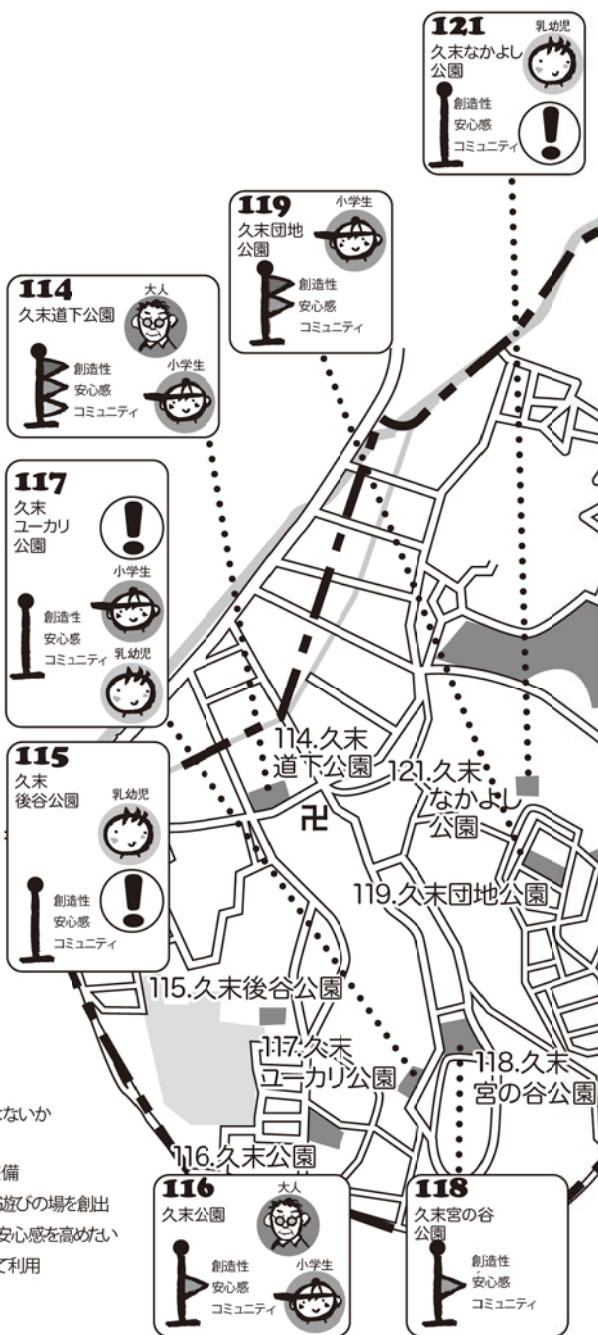 121
久末なかよし
公園
乳幼児
創造性
安心感
コミュニティ
119
久末団地
公園
小学生
創造性
安心感
コミュニティ
114
久末道下公園
大人
小学生
創造性
安心感
コミュニティ
117
久末
ユーカリ
公園
小学生
乳幼児
創造性
安心感
コミュニティ
115
久末
後谷公園
乳幼児
創造性
安心感
コミュニティ
114.久末
道下公園
卍
121.久末
なかよし
公園
119.久末団地公園
115.久末後谷公園
117.久末
ユーカリ公園
118.久末
宮の谷公園
116.久末公園
ないか
備
遊びの場を創出
安心感を高めたい
て利用
116
久末公園
大人
小学生
創造性
安心感
コミュニティ
118
久末宮の谷
公園
創造性
安心感
コミュニティ